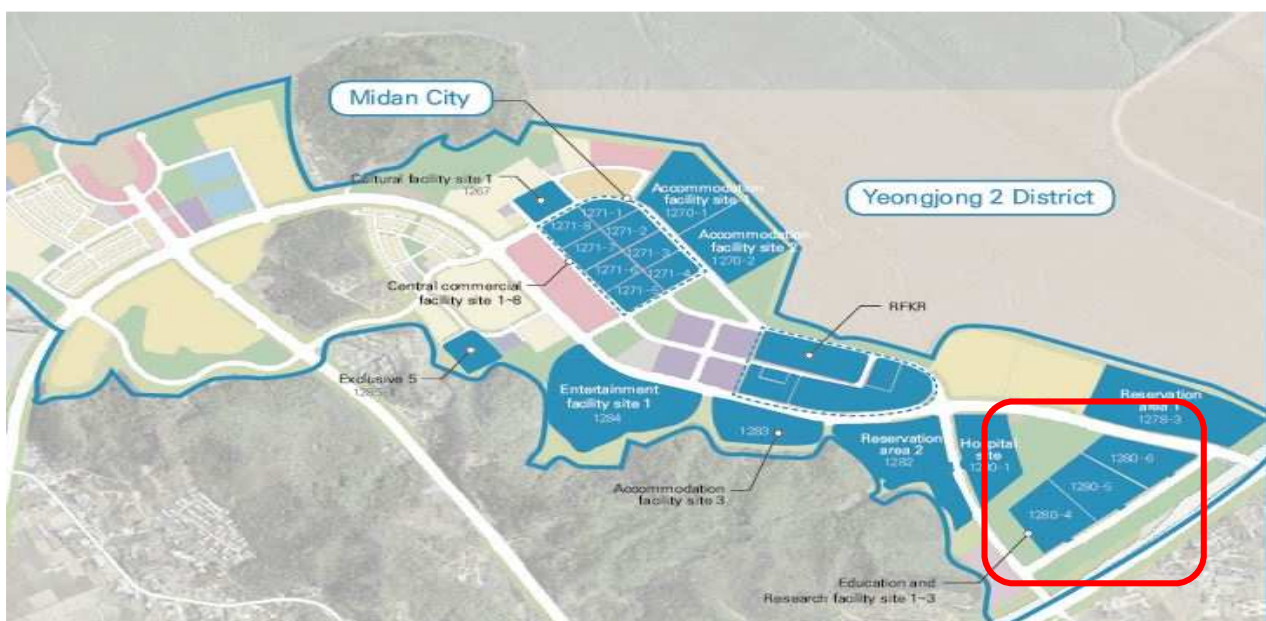 Midan City
Yeongjong 2 District
Cultural facility site 1
1267
Accommodation
facility site 1
1270-1
Accommodation
facility site 2
1270-2
1271-1
1271-8
1271-2
1271-7
1271-3
1271-6
1271-4
1271-5
Central commercial
facility site 1~8
RFKR
Exclusive 5
Entertainment
facility site 1
1284
1283
Accommodation
facility site 3
Reservation
area 2
1282
Hospital
site
Reservation
area 1
1278-3
1280-6
1280-5
1280-4
Education and
Research facility site 1~3